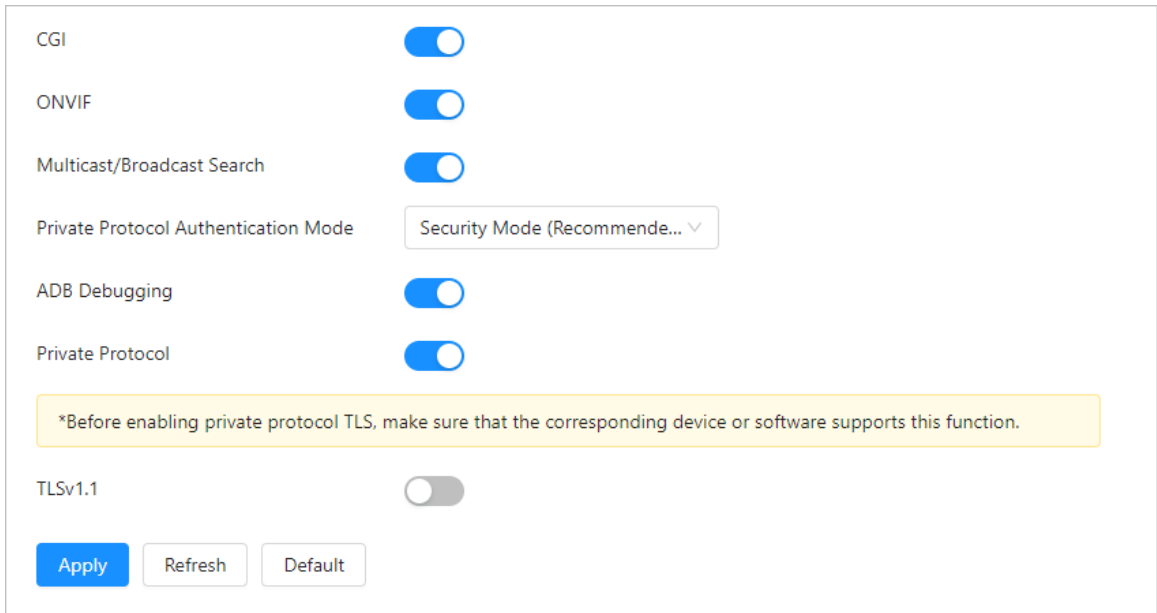 CGI
ONVIF
Multicast/Broadcast Search
Private Protocol Authentication Mode
Security Mode (Recommende...
ADB Debugging
Private Protocol
*Before enabling private protocol TLS, make sure that the corresponding device or software supports this function.
TLSv1.1
Apply Refresh Default